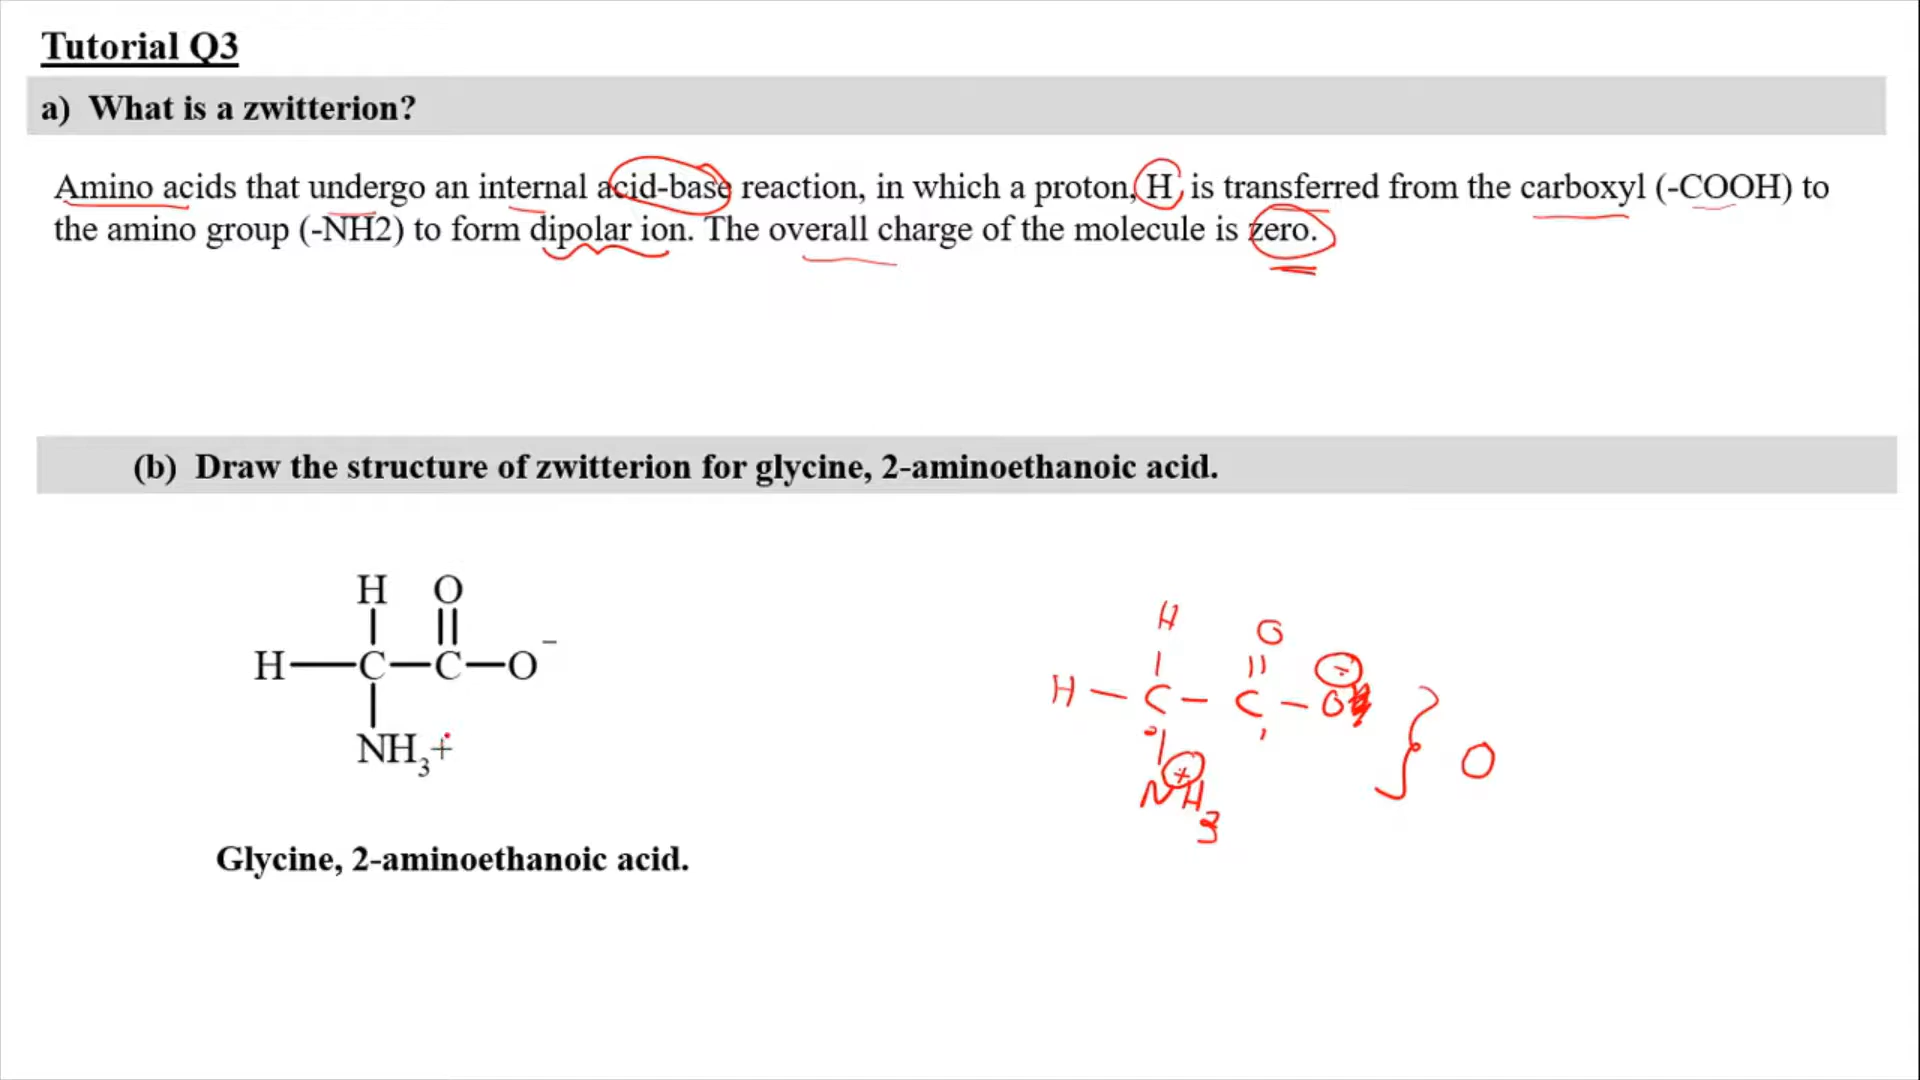 Tutorial Q3
a) What is a zwitterion?
Amino acids that undergo an internal acid-base reaction, in which a proton, H, is transferred from the carboxyl (-COOH) to
the amino group (-NH2) to form dipolar ion. The overall charge of the molecule is zero.
(b) Draw the structure of zwitterion for glycine, 2-aminoethanoic acid.
H O
H—C—C—O⁻
NH₃+
H O
H — C — C — O⁻
NH₃ +
O
Glycine, 2-aminoethanoic acid.